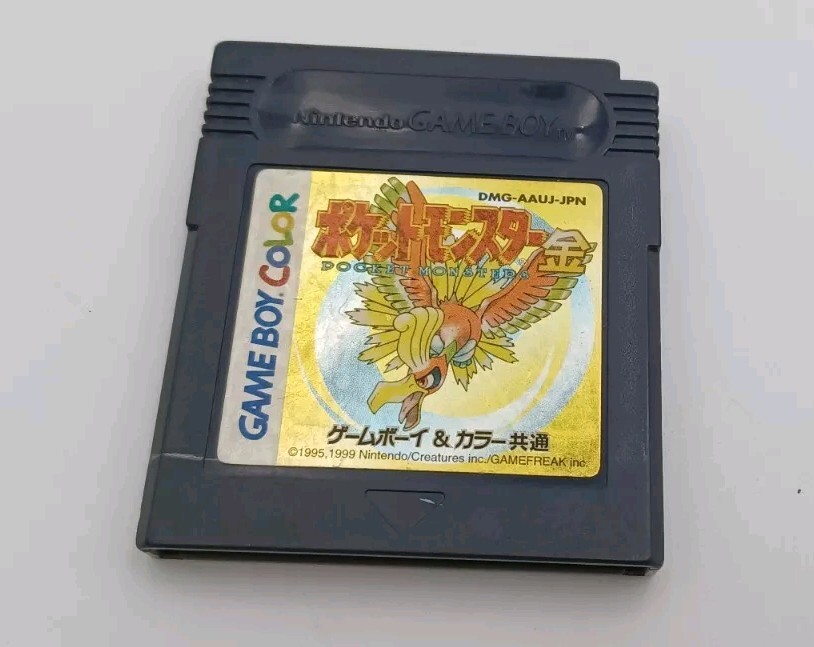 Nintendo GAME BOY TM
GAME BOY COLOR
DMG-AAUJ-JPN
ポケットモンスター金
POCKET MONSTERS
ゲームボーイ & カラー共通
©1995,1999 Nintendo/Creatures inc./GAMEFREAK inc.